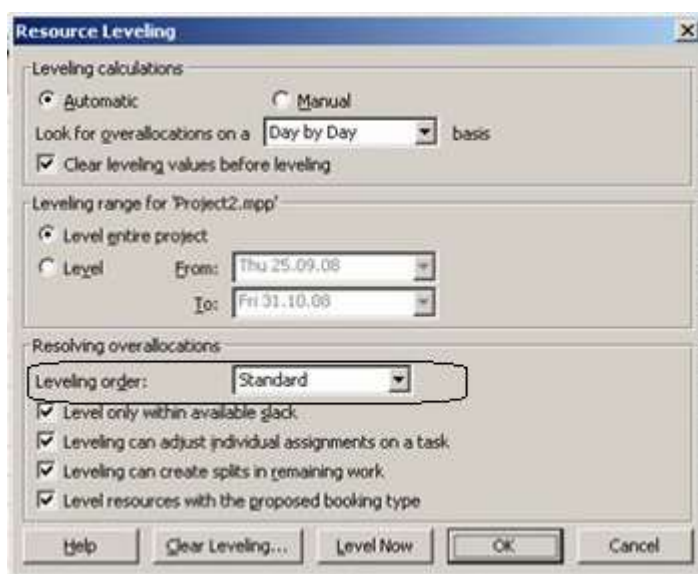 Resource Leveling
Leveling calculations
Automatic Manual
Look for overallocations on a Day by Day basis
Clear leveling values before leveling
Leveling range for 'Project2.mpp'
Level entire project
Level From: Thu 25.09.08
To: Fri 31.10.08
Resolving overallocations
Leveling order: Standard
Level only within available slack
Leveling can adjust individual assignments on a task
Leveling can create splits in remaining work
Level resources with the proposed booking type
Help Clear Leveling... Level Now OK Cancel